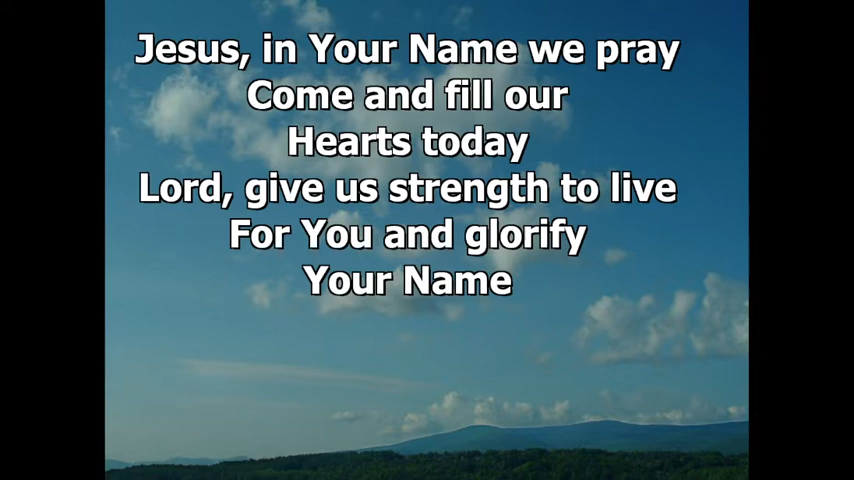 Jesus, in Your Name we pray
Come and fill our
Hearts today
Lord, give us strength to live
For You and glorify
Your Name